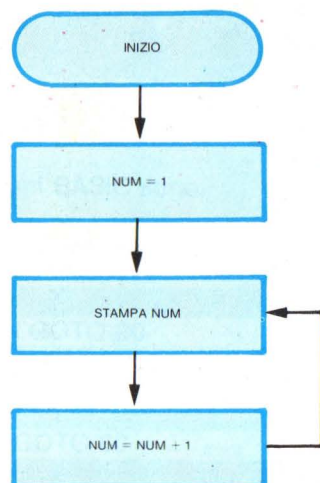 INIZIO
NUM = 1
STAMPA NUM
NUM = NUM + 1